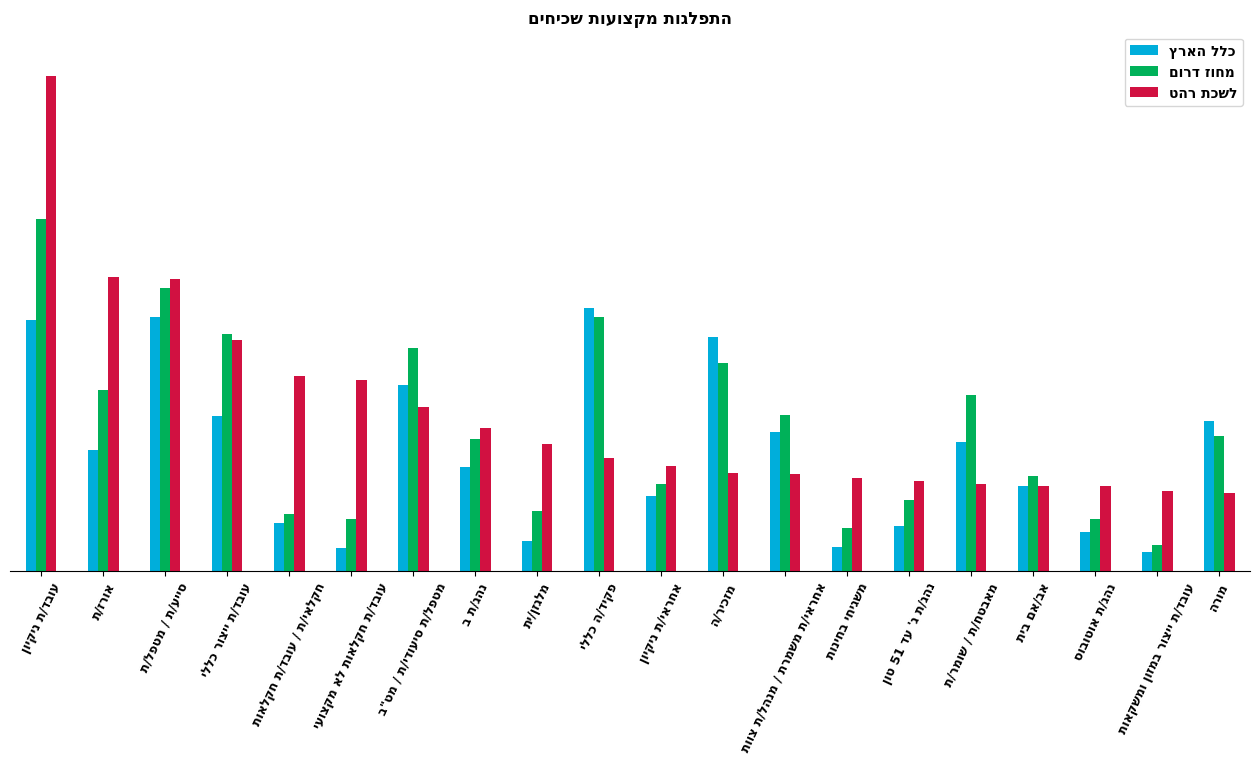 התפלגות מקצועות שכיחים
כלל הארץ
מחוז דרום
לשכת רהט
עובד/ת ניקיון
אורז/ת
סייע/ת / מטפל/ת
עובד/ת ייצור כללי
חקלאי/ת / עובד/ת חקלאות
עובד/ת חקלאות לא מקצועי
מטפל/ת סיעודי/ת / מט"ב
נהג/ת ב
מלגזן/ית
פקיד/ה כללי
אחראי/ת ניקיון
מזכיר/ה
אחראי/ת משמרת / מנהל/ת צוות
משגיחי בחינות
נהג/ת ג' עד 51 טון
מאבטח/ת / שומר/ת
אב/אם בית
נהג/ת אוטובוס
עובד/ת ייצור במזון ומשקאות
מורה